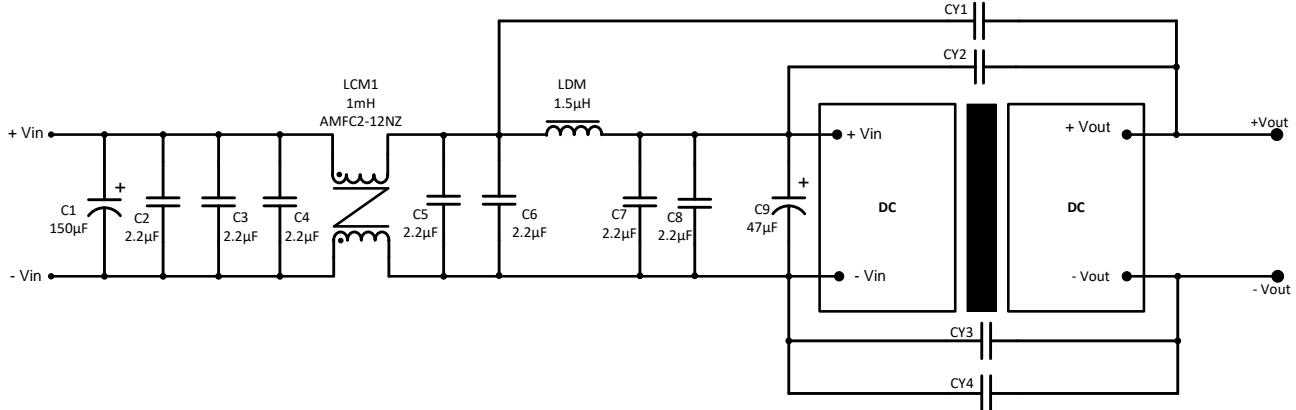 CY1
CY2
LCM1
1mH
AMFC2-12NZ
LDM
1.5µH
+ Vin
+ Vin
+ Vout
+Vout
C1
150µF
+
C2
2.2µF
C3
2.2µF
C4
2.2µF
C5
2.2µF
C6
2.2µF
C7
2.2µF
C8
2.2µF
C9
47µF
+
DC
DC
- Vin
- Vin
- Vout
- Vout
CY3
CY4